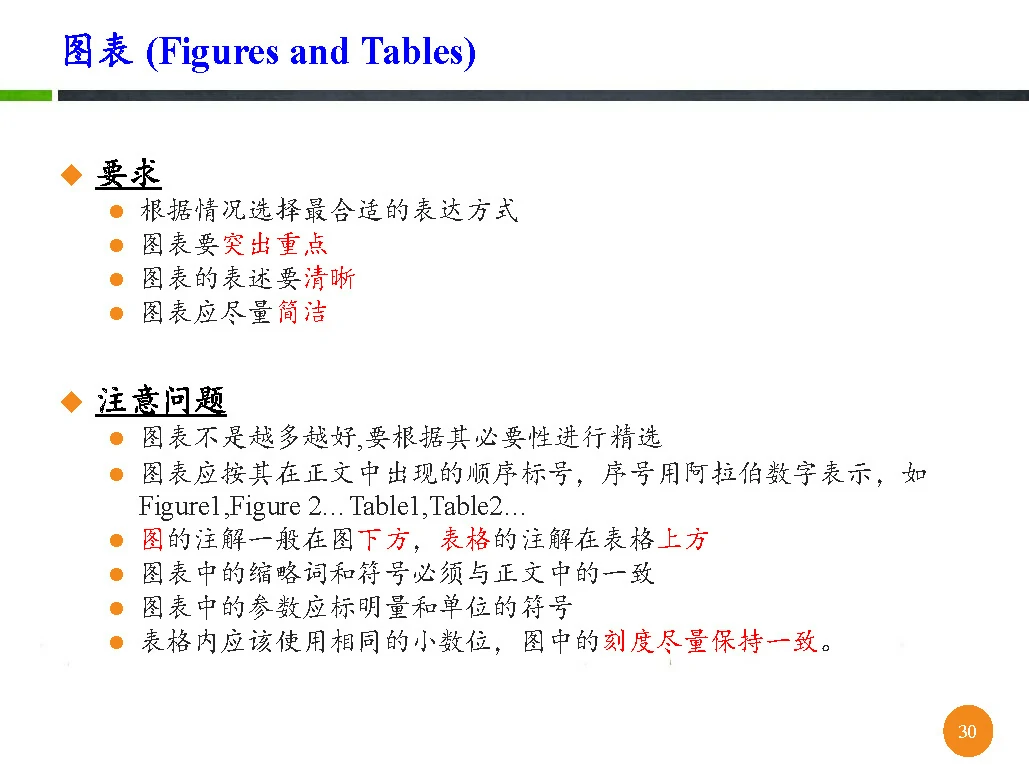 图表 (Figures and Tables)
要求
根据情况选择最合适的表达方式
图表要突出重点
图表的表述要清晰
图表应尽量简洁
注意问题
图表不是越多越好,要根据其必要性进行精选
图表应按其在正文中出现的顺序标号，序号用阿拉伯数字表示，如
Figure1,Figure 2… Table1,Table2…
图的注解一般在图下方，表格的注解在表格上方
图表中的缩略词和符号必须与正文中的一致
图表中的参数应标明量和单位的符号
表格内应该使用相同的小数位，图中的刻度尽量保持一致。
30